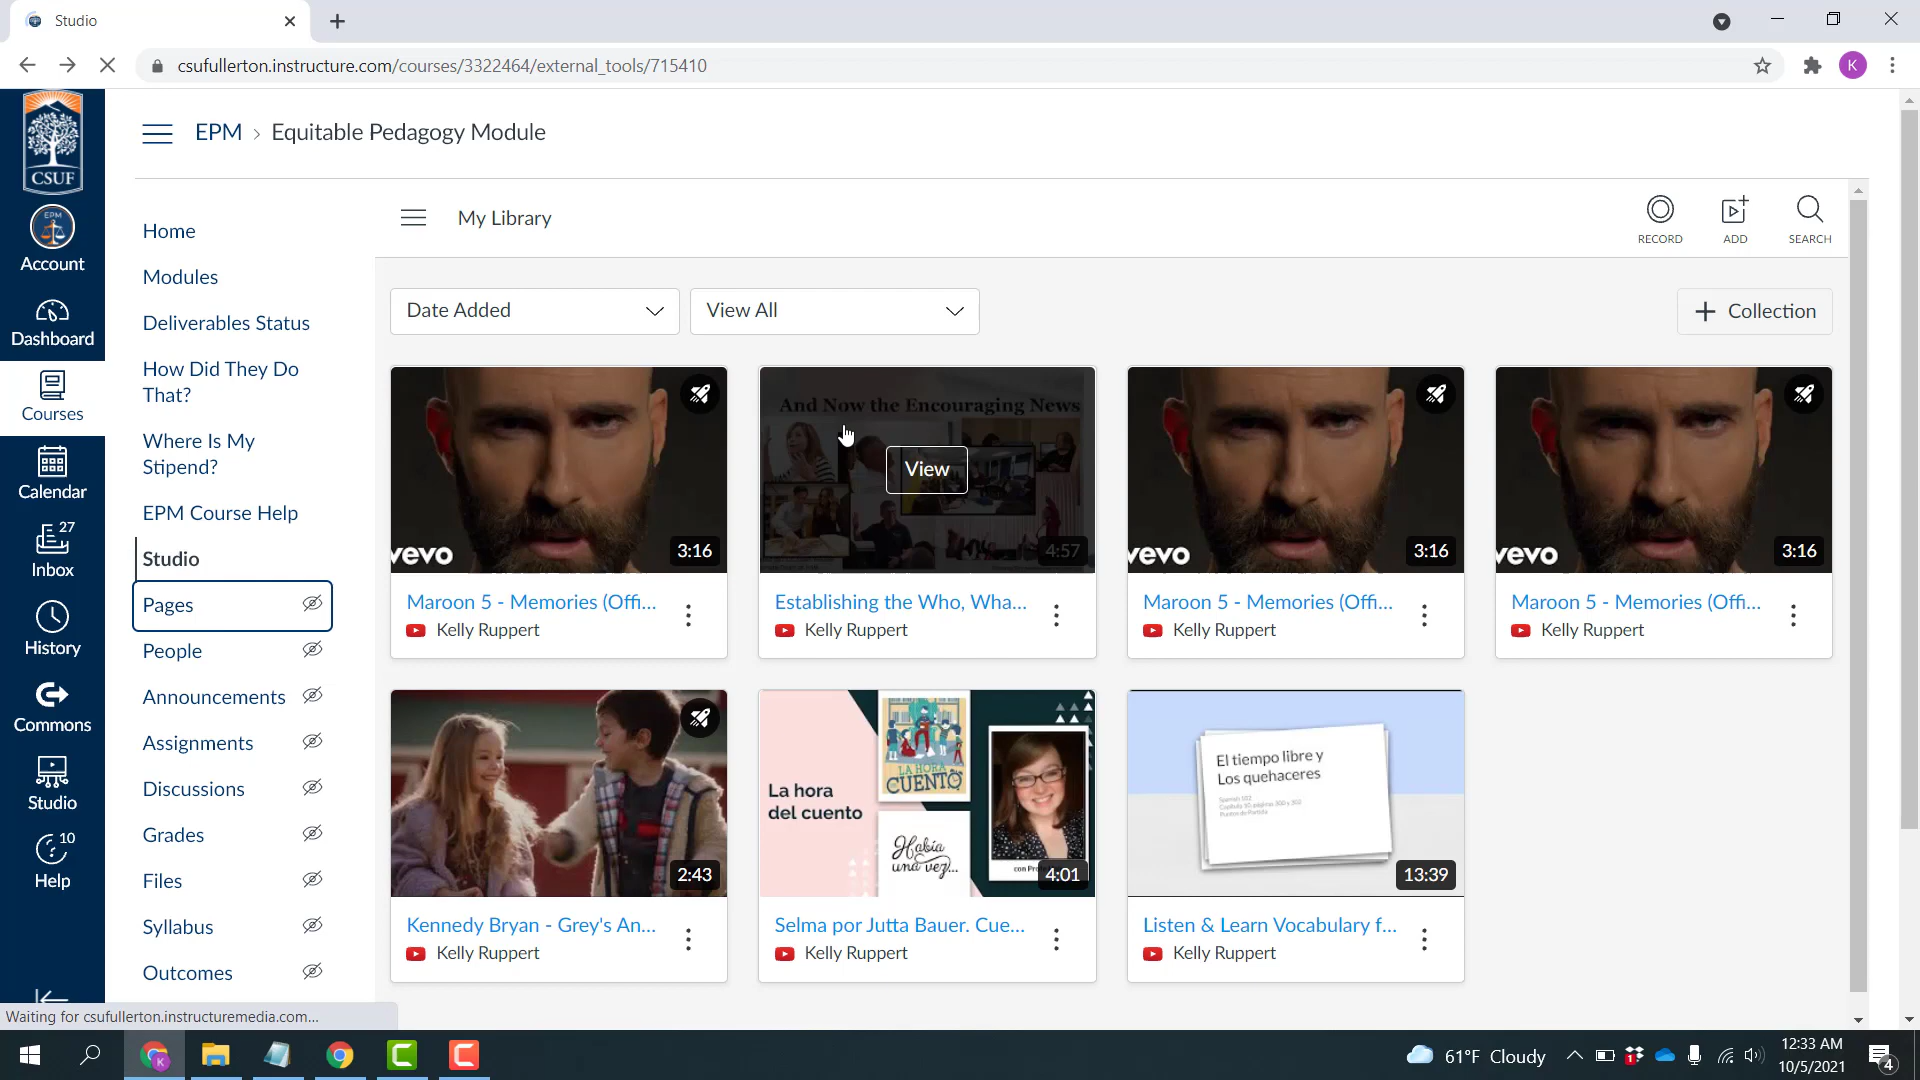 Studio
csufullerton.instructure.com/courses/3322464/external_tools/715410
K
CSUF
EPM
Account
Dashboard
Courses
Calendar
27
Inbox
History
Commons
Studio
10
Help
EPM > Equitable Pedagogy Module
Home
Modules
Deliverables Status
How Did They Do
That?
Where Is My
Stipend?
EPM Course Help
Studio
Pages
People
Announcements
Assignments
Discussions
Grades
Files
Syllabus
Outcomes
My Library
RECORD
ADD
SEARCH
Date Added
View All
+ Collection
vevo
3:16
Maroon 5 - Memories (Offi...
Kelly Ruppert
And Now the Encouraging News
View
4:57
Establishing the Who, Wha...
Kelly Ruppert
vevo
3:16
Maroon 5 - Memories (Offi...
Kelly Ruppert
vevo
3:16
Maroon 5 - Memories (Offi...
Kelly Ruppert
2:43
Kennedy Bryan - Grey's An...
Kelly Ruppert
La hora
del cuento
LA HORA
CUENTO
Había
una vez...
4:01
Selma por Jutta Bauer. Cue...
Kelly Ruppert
El tiempo libre y
Los quehaceres
13:39
Listen & Learn Vocabulary f...
Kelly Ruppert
Waiting for csufullerton.instructuremedia.com...
61°F Cloudy
12:33 AM
10/5/2021
4